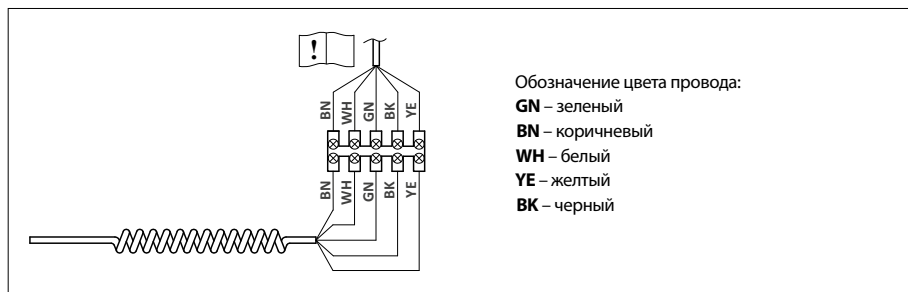 !
BN WH GN BK YE
BN WH GN BK YE
Обозначение цвета провода:
GN – зеленый
BN – коричневый
WH – белый
YE – желтый
BK – черный